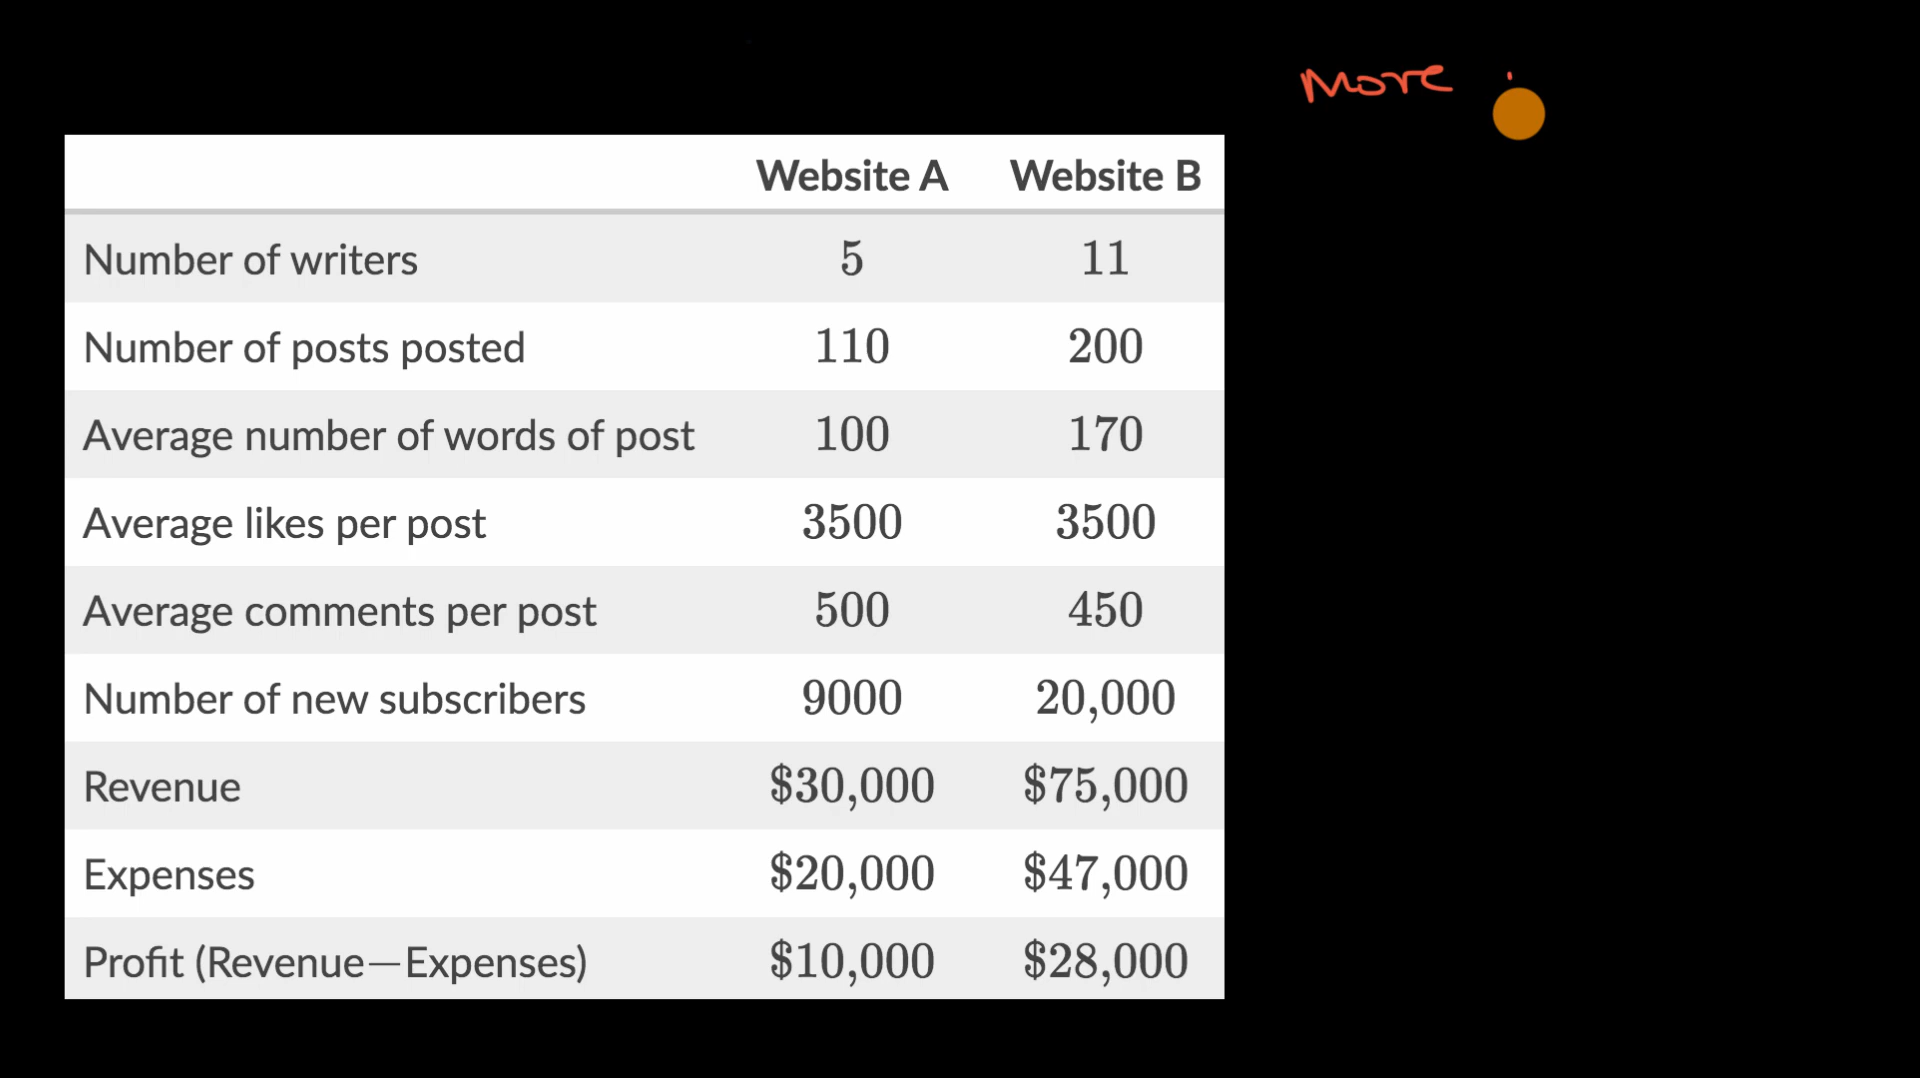 more
Website A Website B
Number of writers 5 11
Number of posts posted 110 200
Average number of words of post 100 170
Average likes per post 3500 3500
Average comments per post 500 450
Number of new subscribers 9000 20,000
Revenue $30,000 $75,000
Expenses $20,000 $47,000
Profit (Revenue—Expenses) $10,000 $28,000